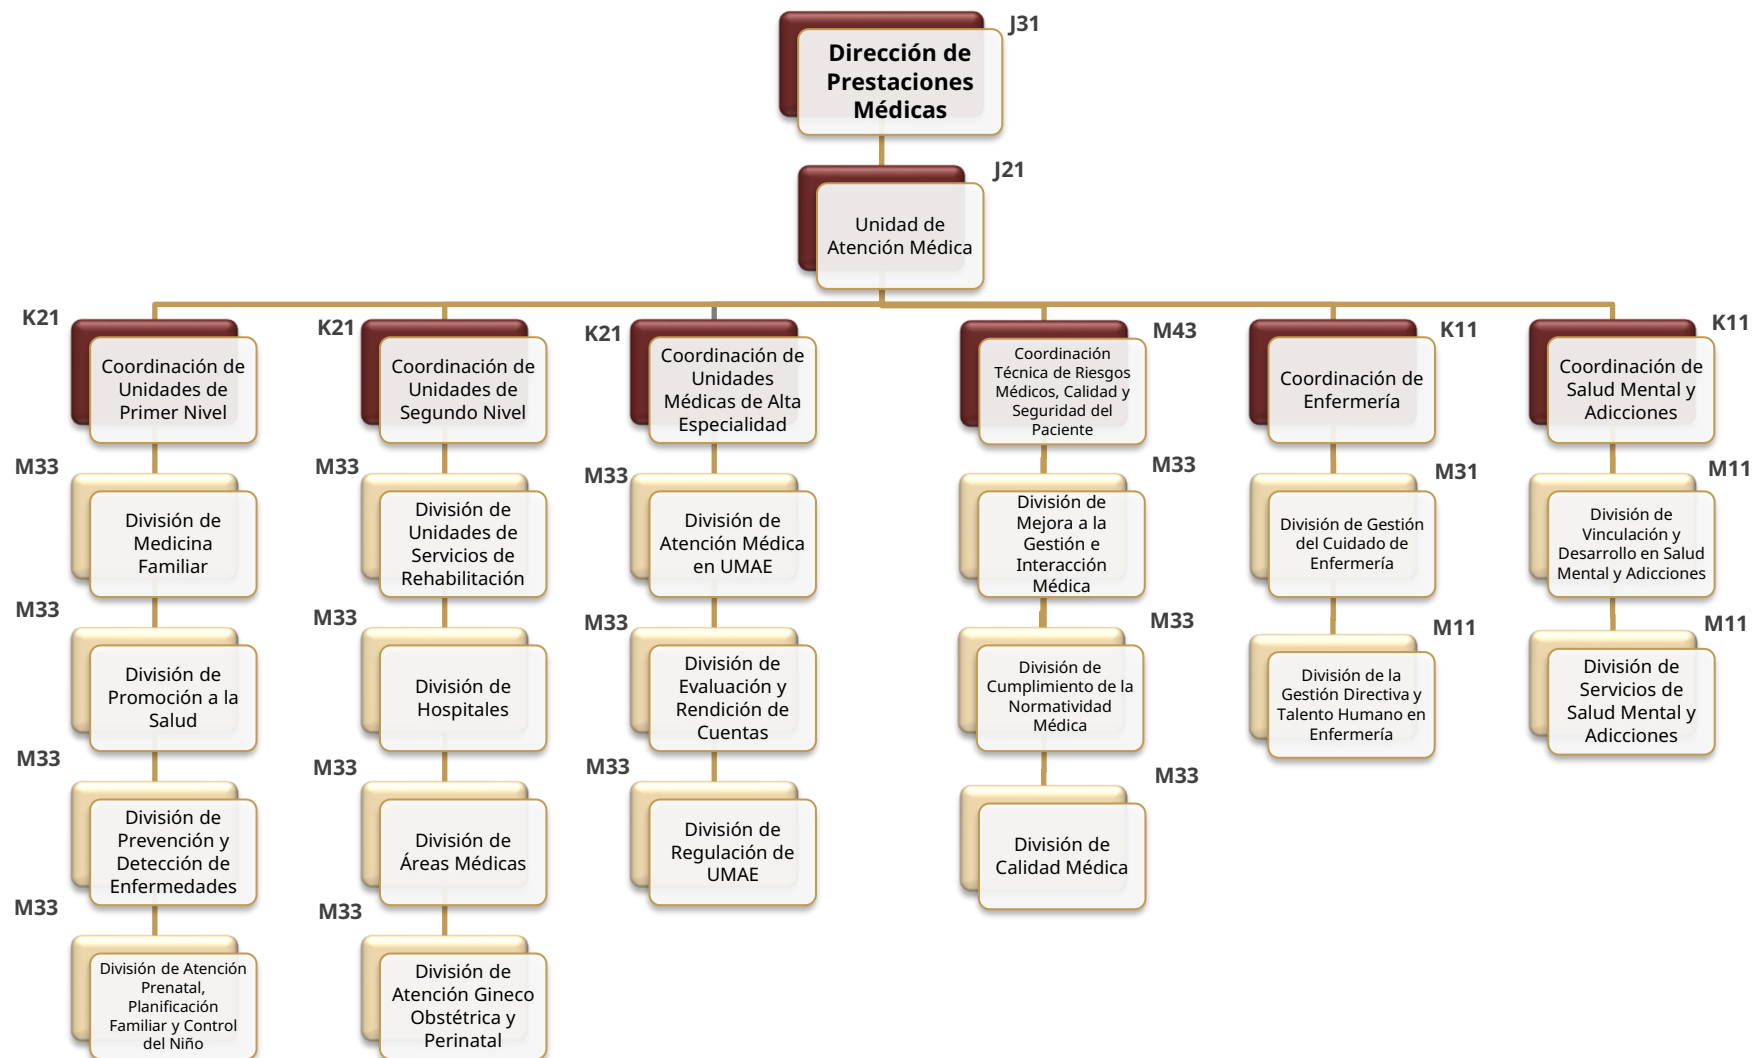 J31
Dirección de
Prestaciones
Médicas
J21
Unidad de
Atención Médica
K21
Coordinación de
Unidades de
Primer Nivel
K21
Coordinación de
Unidades de
Segundo Nivel
K21
Coordinación de
Unidades
Médicas de Alta
Especialidad
M43
Coordinación
Técnica de Riesgos
Médicos, Calidad y
Seguridad del
Paciente
K11
Coordinación de
Enfermería
K11
Coordinación de
Salud Mental y
Adicciones
M33
División de
Medicina
Familiar
M33
División de
Unidades de
Servicios de
Rehabilitación
M33
División de
Atención Médica
en UMAE
M33
División de
Mejora a la
Gestión e
Interacción
Médica
M31
División de Gestión
del Cuidado de
Enfermería
M11
División de
Vinculación y
Desarrollo en Salud
Mental y Adicciones
M33
División de
Promoción a la
Salud
M33
División de
Hospitales
M33
División de
Evaluación y
Rendición de
Cuentas
M33
División de
Cumplimiento de la
Normatividad
Médica
M11
División de la
Gestión Directiva y
Talento Humano en
Enfermería
M11
División de
Servicios de
Salud Mental y
Adicciones
M33
División de
Prevención y
Detección de
Enfermedades
M33
División de
Áreas Médicas
M33
División de
Regulación de
UMAE
M33
División de
Calidad Médica
M33
División de Atención
Prenatal,
Planificación
Familiar y Control
del Niño
M33
División de
Atención Gineco
Obstétrica y
Perinatal